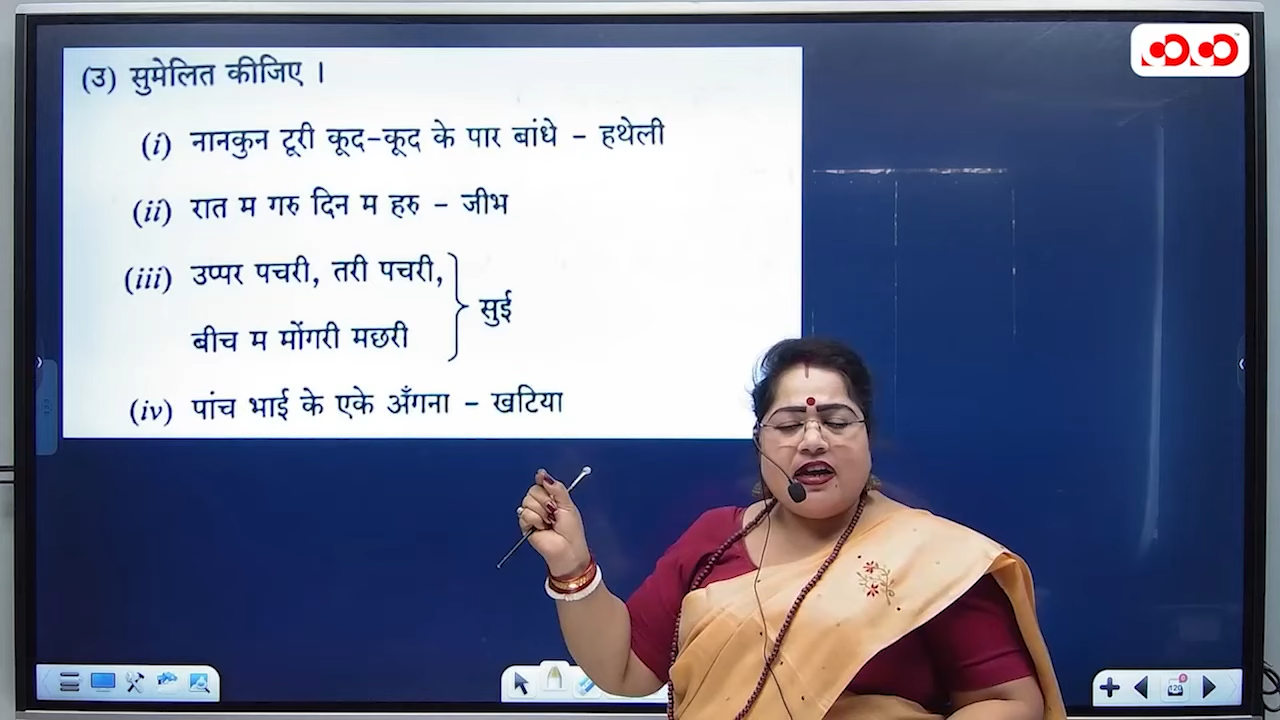 (उ) सुमेलित कीजिए ।
(i) नानकुन टूरी कूद-कूद के पार बांधे - हथेली
(ii) रात म गरु दिन म हरु - जीभ
(iii) उप्पर पचरी, तरी पचरी,
बीच म मोंगरी मछरी } सुई
(iv) पांच भाई के एके अँगना - खटिया